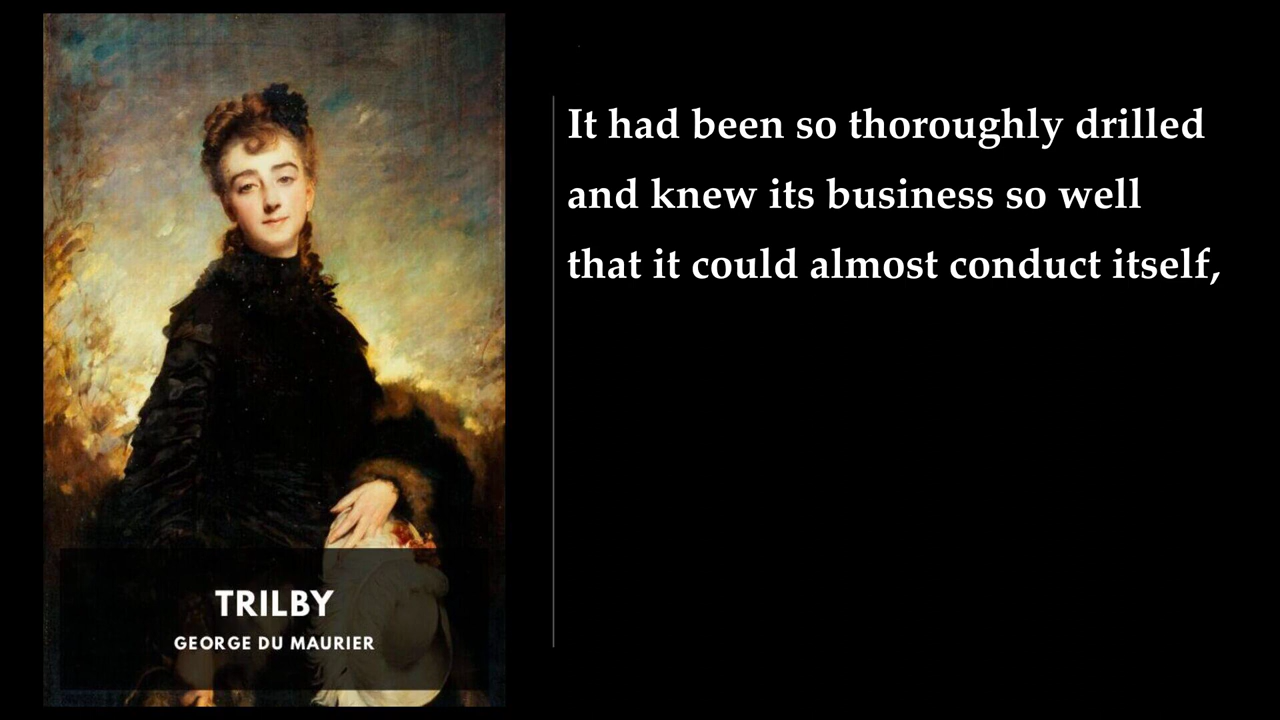 It had been so thoroughly drilled
and knew its business so well
that it could almost conduct itself,
TRILBY
GEORGE DU MAURIER